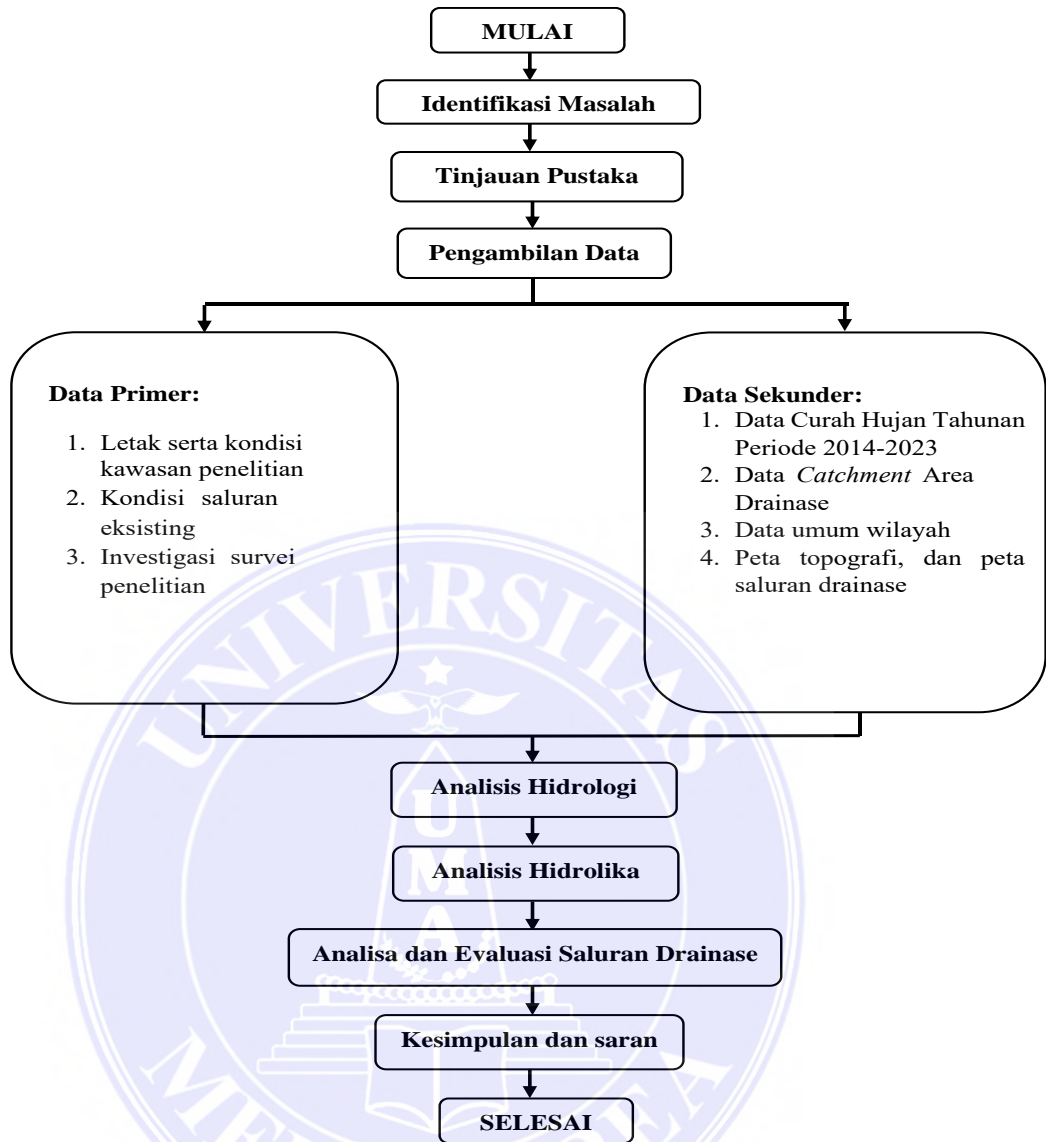 MULAI
Identifikasi Masalah
Tinjauan Pustaka
Pengambilan Data
Data Primer:
1. Letak serta kondisi
kawasan penelitian
2. Kondisi saluran
eksisting
3. Investigasi survei
penelitian
Data Sekunder:
1. Data Curah Hujan Tahunan
Periode 2014-2023
2. Data Catchment Area
Drainase
3. Data umum wilayah
4. Peta topografi, dan peta
saluran drainase
UNIVERSITAS
UMA
Analisis Hidrologi
Analisis Hidrolika
Analisa dan Evaluasi Saluran Drainase
Kesimpulan dan saran
SELESAI